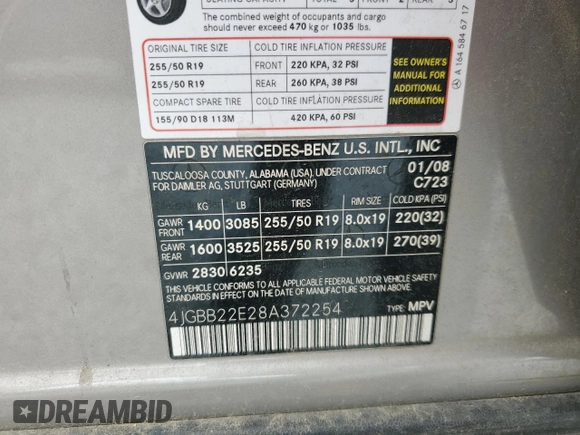 The combined weight of occupants and cargo
should never exceed 470 kg or 1035 lbs.
ORIGINAL TIRE SIZE COLD TIRE INFLATION PRESSURE
255/50 R19 FRONT 220 KPA, 32 PSI
255/50 R19 REAR 260 KPA, 38 PSI
COMPACT SPARE TIRE COLD TIRE INFLATION PRESSURE
155/90 D18 113M 420 KPA, 60 PSI
SEE OWNER'S
MANUAL FOR
ADDITIONAL
INFORMATION
A 164 584 67 17
MFD BY MERCEDES-BENZ U.S. INTL., INC
TUSCALOOSA COUNTY, ALABAMA (USA). UNDER CONTRACT
FOR DAIMLER AG, STUTTGART (GERMANY)
01/08
C723
KG LB TIRES RIM SIZE COLD KPA (PSI)
GAWR FRONT 1400 3085 255/50 R19 8.0x19 220(32)
GAWR REAR 1600 3525 255/50 R19 8.0x19 270(39)
GVWR 2830 6235
THIS VEHICLE CONFORMS TO ALL APPLICABLE FEDERAL MOTOR VEHICLE SAFETY
STANDARDS IN EFFECT ON THE DATE OF MANUFACTURE SHOWN ABOVE.
4JGBB22E28A372254 TYPE: MPV
DREAMBID